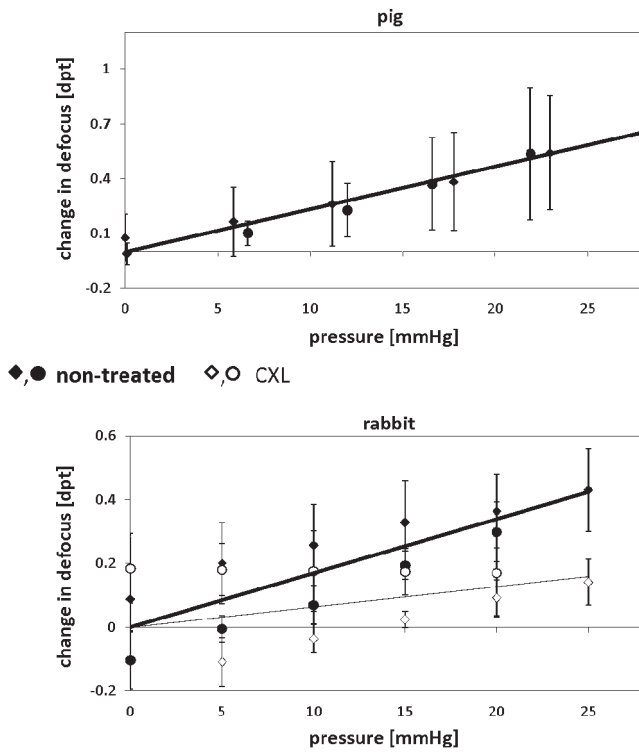 pig
change in defocus [dpt]
1
0.7
0.4
0.1
-0.2
0 5 10 15 20 25
pressure [mmHg]
◆,● non-treated ◇,○ CXL
rabbit
change in defocus [dpt]
0.6
0.4
0.2
0
-0.2
0 5 10 15 20 25
pressure [mmHg]